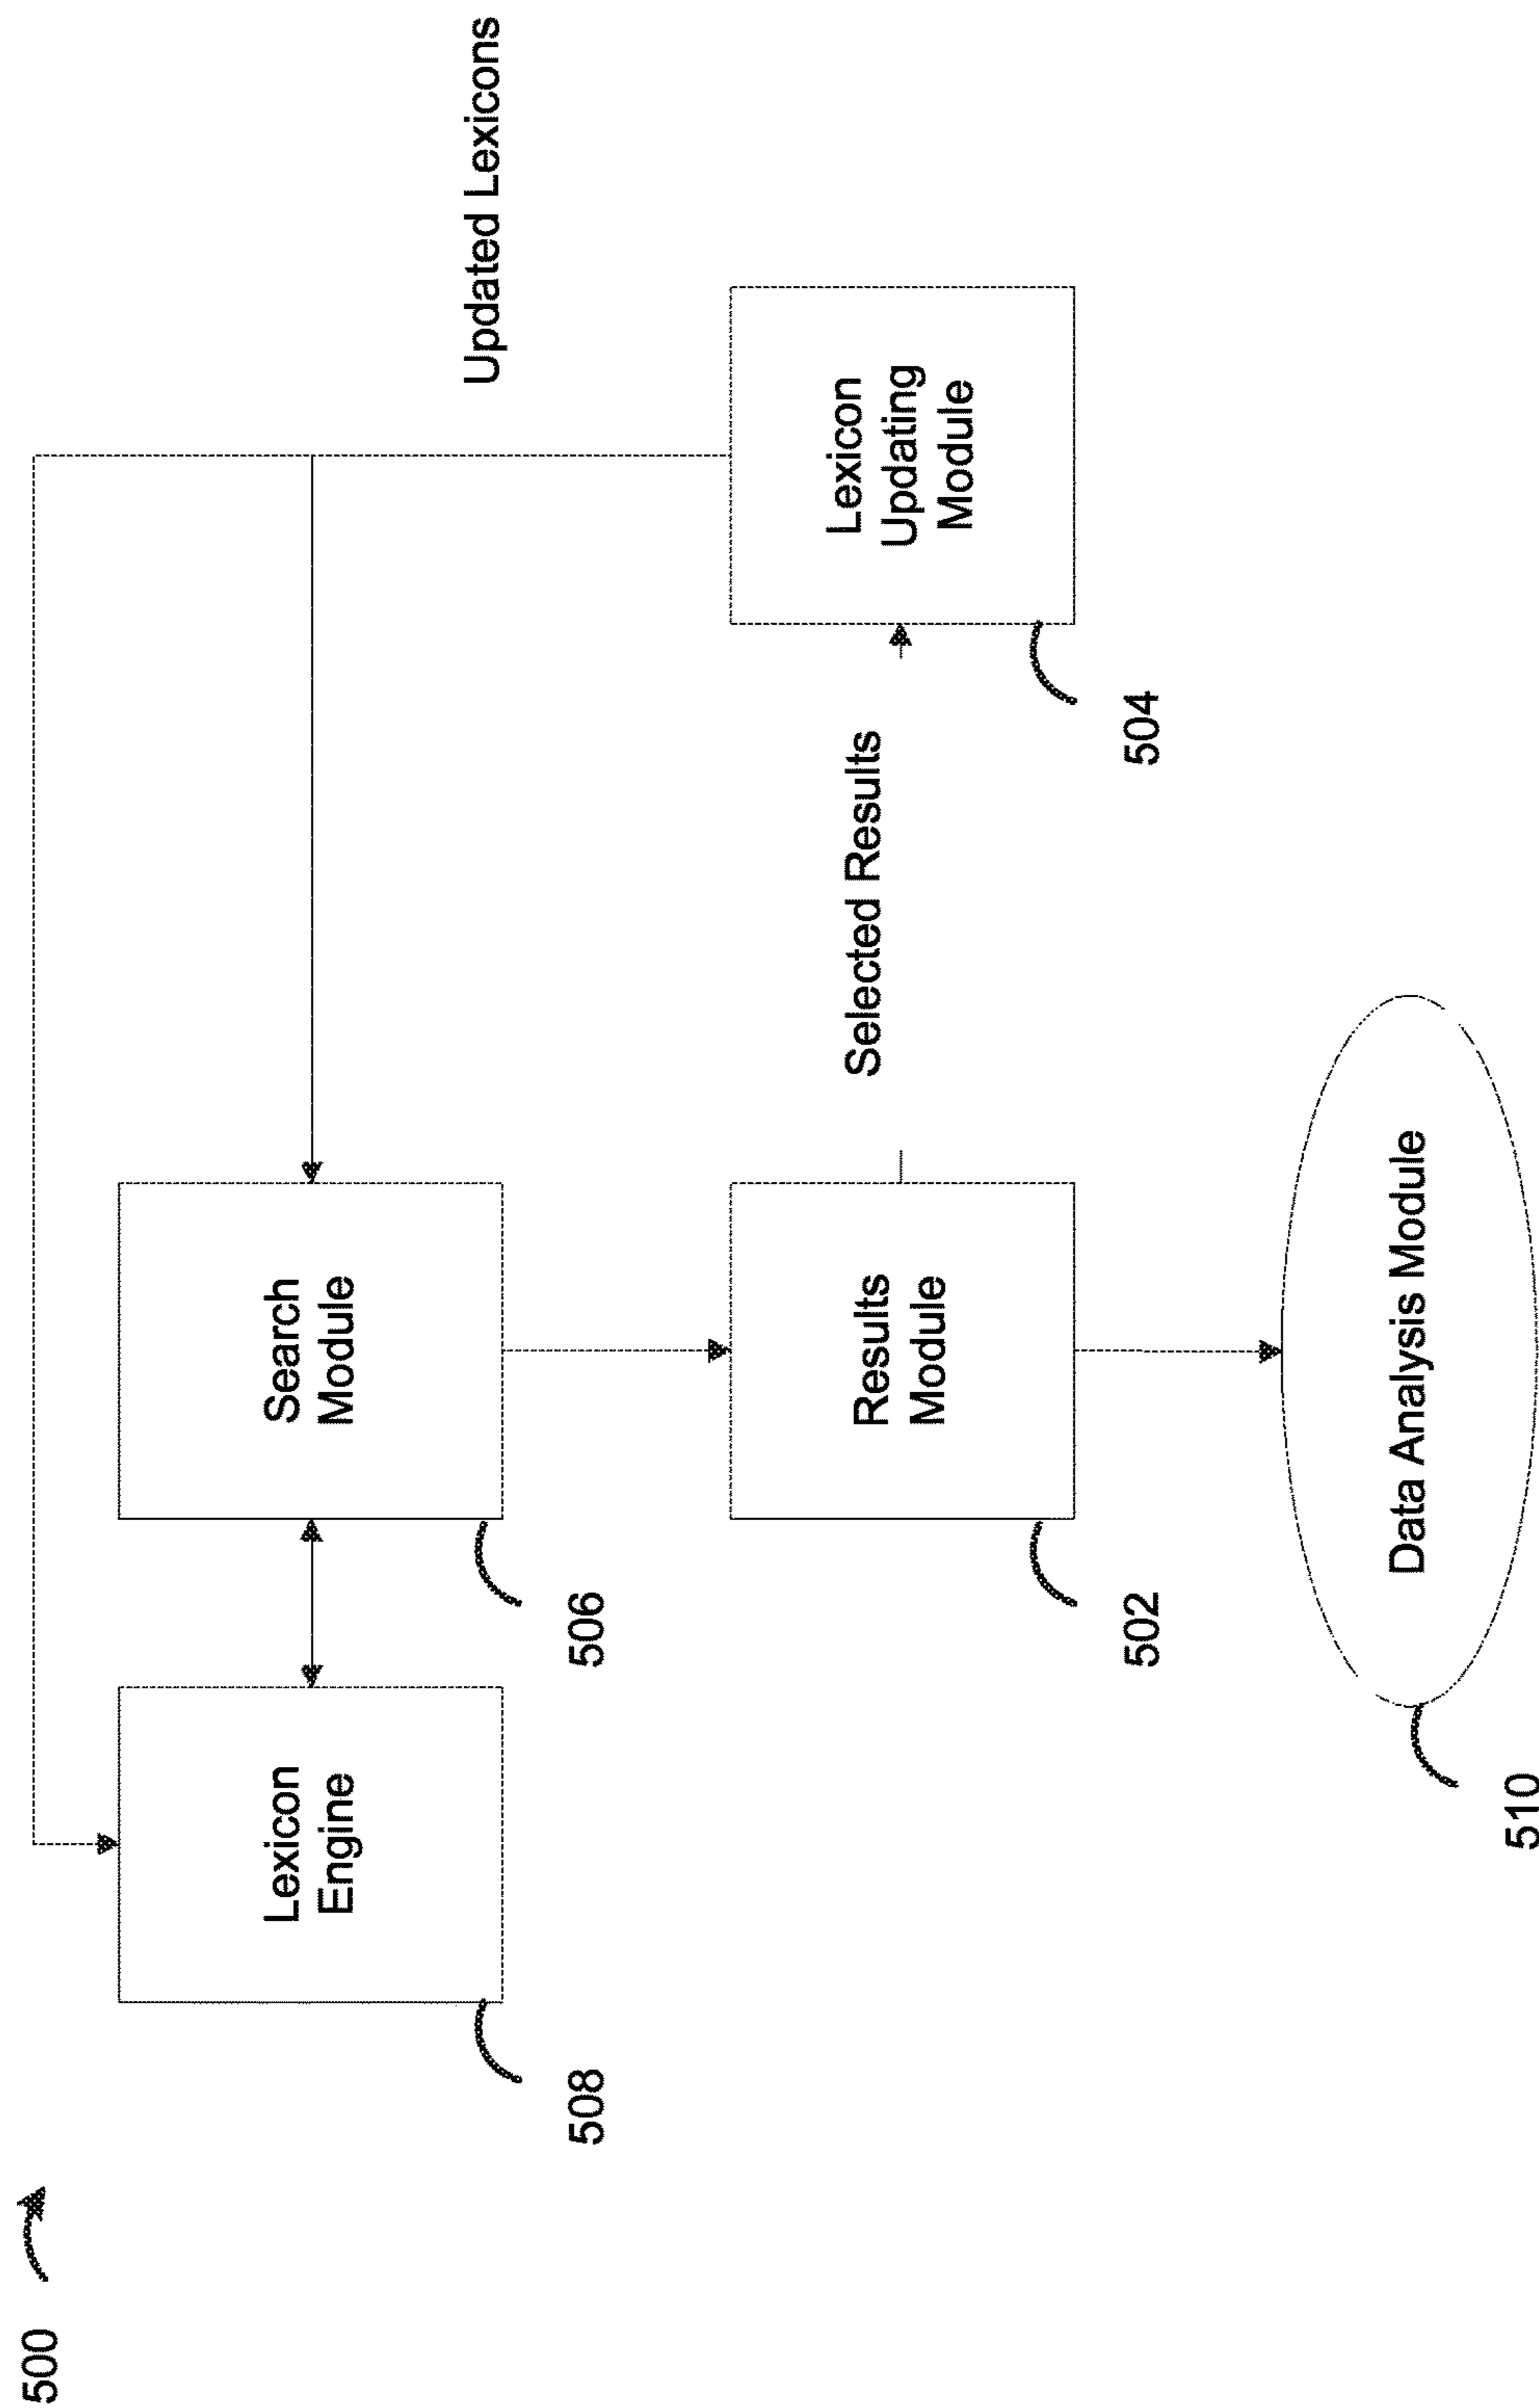 500
Updated Lexicons
Lexicon
Engine
508
Search
Module
506
Results
Module
502
Selected Results
Lexicon
Updating
Module
504
Data Analysis Module
510